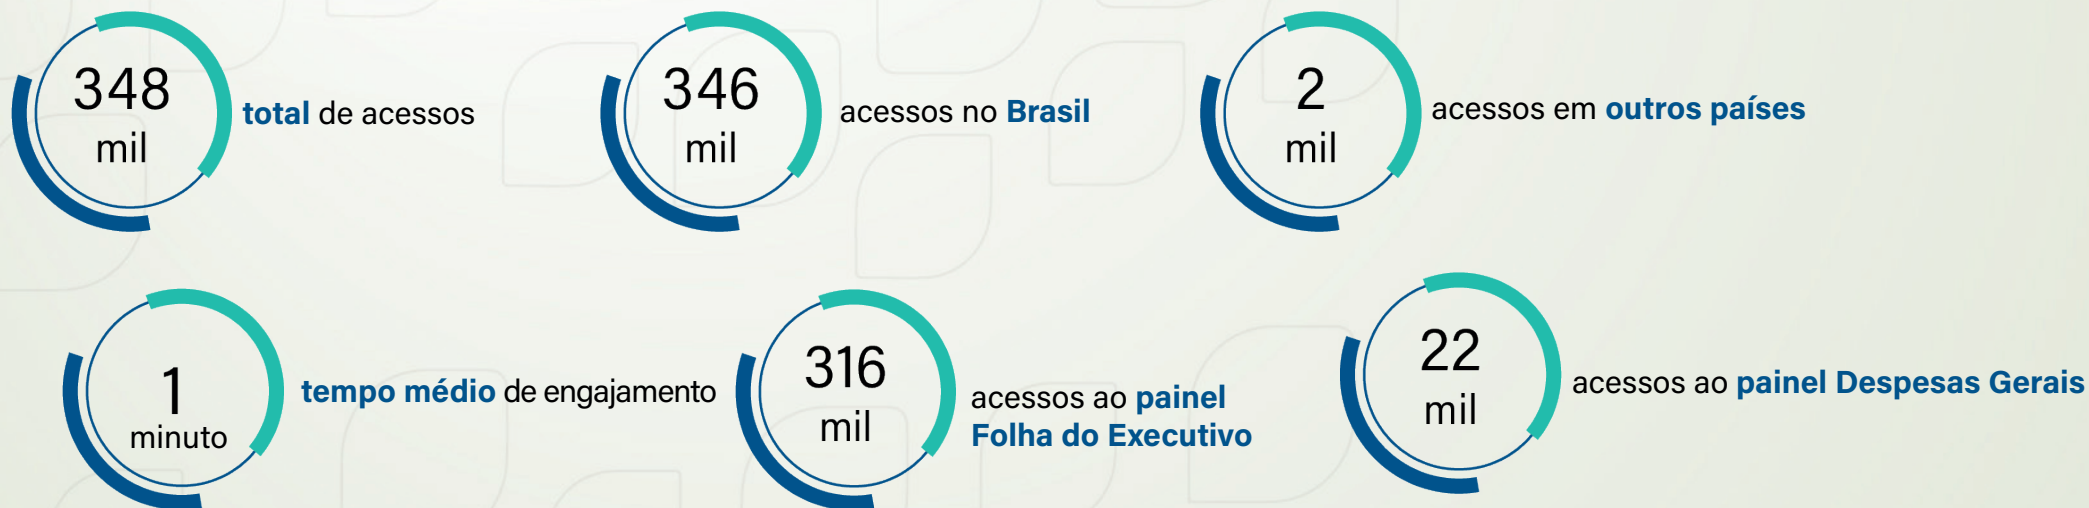 348
mil
total de acessos
346
mil
acessos no Brasil
2
mil
acessos em outros países
1
minuto
tempo médio de engajamento
316
mil
acessos ao painel
Folha do Executivo
22
mil
acessos ao painel Despesas Gerais